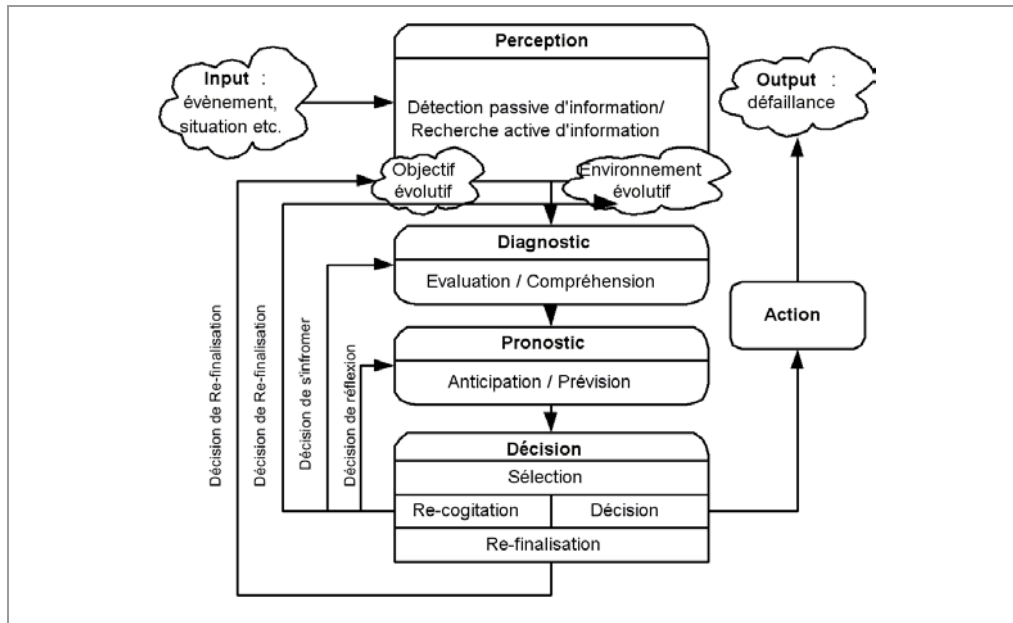 Perception
Input :
évènement,
situation etc.
Output :
défaillance
Détection passive d'information/
Recherche active d'information
Objectif
évolutif
Environnement
évolutif
Diagnostic
Evaluation / Compréhension
Action
Pronostic
Anticipation / Prévision
Décision de Re-finalisation
Décision de Re-finalisation
Décision de s'infromer
Décision de réflexion
Décision
Sélection
Re-cogitation
Décision
Re-finalisation